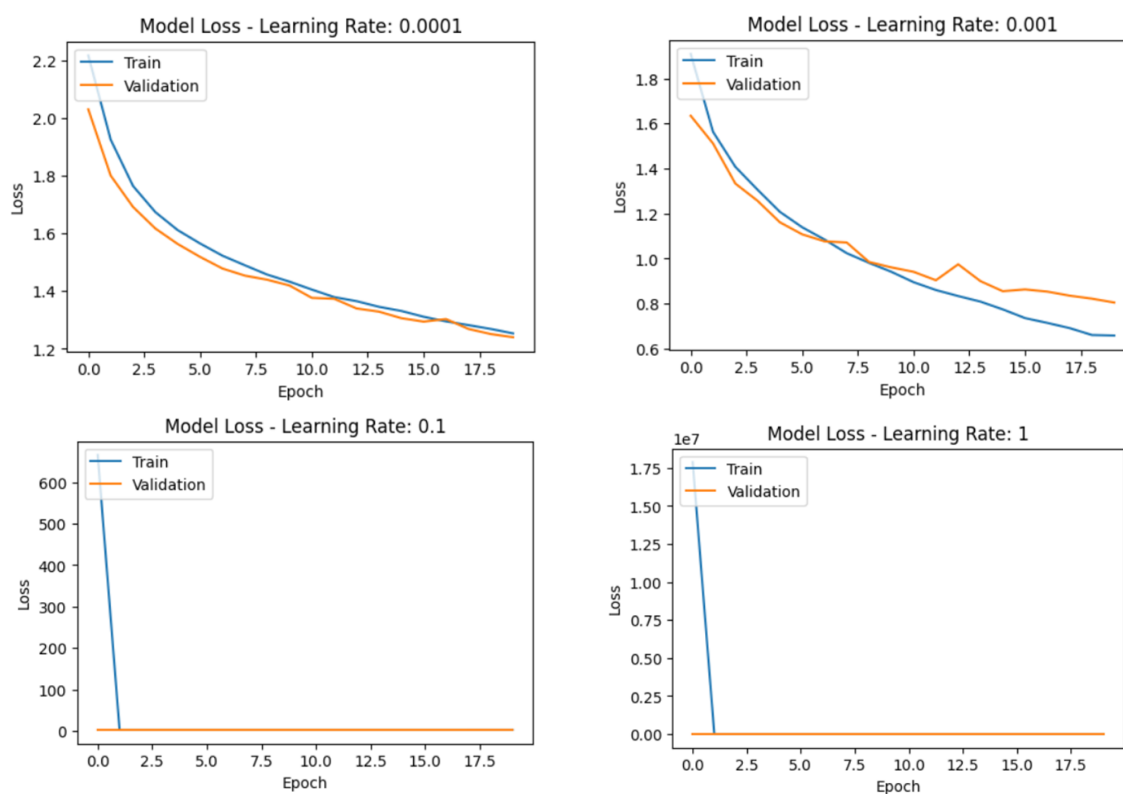 Model Loss - Learning Rate: 0.0001
Train
Validation
2.2
2.0
1.8
1.6
1.4
1.2
Loss
0.0 2.5 5.0 7.5 10.0 12.5 15.0 17.5
Epoch
Model Loss - Learning Rate: 0.001
Train
Validation
1.8
1.6
1.4
1.2
1.0
0.8
0.6
Loss
0.0 2.5 5.0 7.5 10.0 12.5 15.0 17.5
Epoch
Model Loss - Learning Rate: 0.1
Train
Validation
600
500
400
300
200
100
0
Loss
0.0 2.5 5.0 7.5 10.0 12.5 15.0 17.5
Epoch
1e7
Model Loss - Learning Rate: 1
Train
Validation
1.75
1.50
1.25
1.00
0.75
0.50
0.25
0.00
Loss
0.0 2.5 5.0 7.5 10.0 12.5 15.0 17.5
Epoch